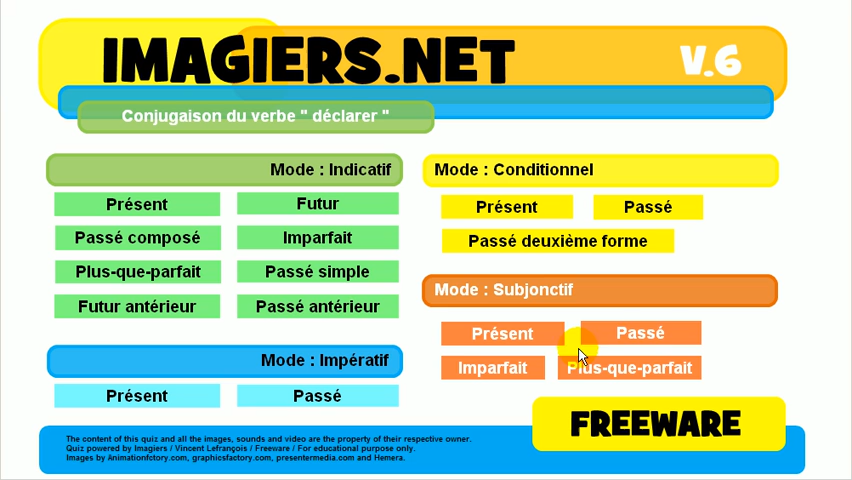 IMAGIERS.NET
V.6
Conjugaison du verbe " déclarer "
Mode : Indicatif
Présent
Futur
Passé composé
Imparfait
Plus-que-parfait
Passé simple
Futur antérieur
Passé antérieur
Mode : Impératif
Présent
Passé
Mode : Conditionnel
Présent
Passé
Passé deuxième forme
Mode : Subjonctif
Présent
Passé
Imparfait
Plus-que-parfait
FREEWARE
The content of this quiz and all the images, sounds and video are the property of their respective owner.
Quiz powered by Imagiers / Vincent Lefrançois / Freeware / For educational purpose only.
Images by Animationfctory.com, graphicsfactory.com, presentermedia.com and Hemera.